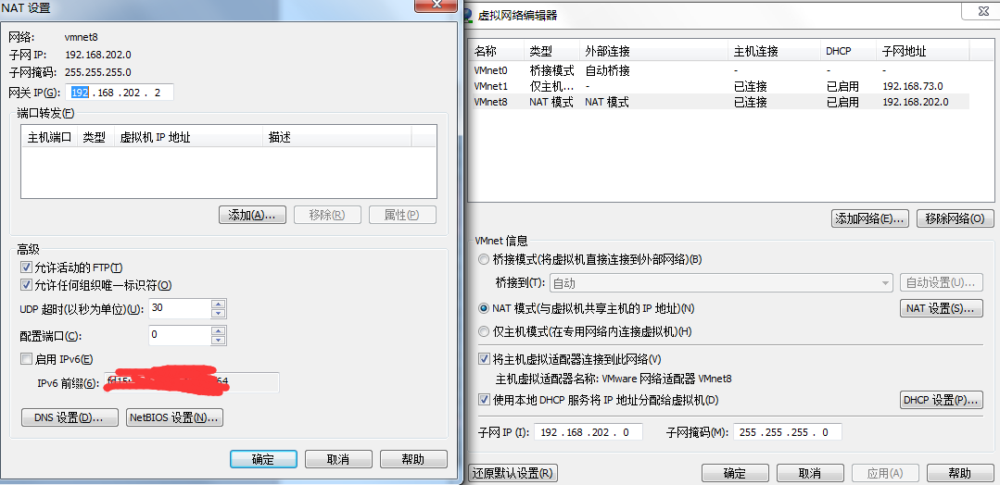 NAT 设置
网络: vmnet8
子网 IP: 192.168.202.0
子网掩码: 255.255.255.0
网关 IP(G): 192 .168 .202 . 2
端口转发(F)
主机端口 类型 虚拟机 IP 地址 描述
添加(A)... 移除(R) 属性(P)
高级
允许活动的 FTP(T)
允许任何组织唯一标识符(O)
UDP 超时(以秒为单位)(U): 30
配置端口(C): 0
启用 IPv6(E)
IPv6 前缀(6): 64
DNS 设置(D)... NetBIOS 设置(N)...
确定 取消 帮助
虚拟网络编辑器
名称 类型 外部连接 主机连接 DHCP 子网地址
VMnet0 桥接模式 自动桥接 - - -
VMnet1 仅主机... - 已连接 已启用 192.168.73.0
VMnet8 NAT 模式 NAT 模式 已连接 已启用 192.168.202.0
添加网络(E)... 移除网络(O)
VMnet 信息
桥接模式(将虚拟机直接连接到外部网络)(B)
桥接到(T): 自动 自动设置(U)...
NAT 模式(与虚拟机共享主机的 IP 地址)(N) NAT 设置(S)...
仅主机模式(在专用网络内连接虚拟机)(H)
将主机虚拟适配器连接到此网络(V)
主机虚拟适配器名称: VMware 网络适配器 VMnet8
使用本地 DHCP 服务将 IP 地址分配给虚拟机(D) DHCP 设置(P)...
子网 IP (I): 192 .168 .202 . 0 子网掩码(M): 255 .255 .255 . 0
还原默认设置(R) 确定 取消 应用(A) 帮助